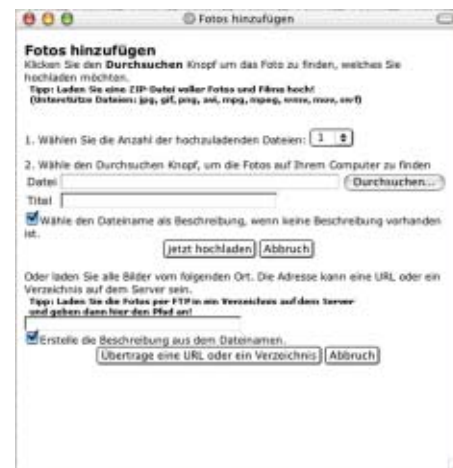 Fotos hinzufügen
Fotos hinzufügen
Klicken Sie den Durchsuchen Knopf um das Foto zu finden, welches Sie
hochladen möchten.
Tipp: Laden Sie eine ZIP-Datei voller Fotos und Films hoch!
(Unterstützte Dateien: jpg, gif, png, avi, mpg, mpeg, wmv, mov, swf)
1. Wählen Sie die Anzahl der hochzuladenden Dateien: 1
2. Wähle den Durchsuchen Knopf, um die Fotos auf Ihrem Computer zu finden
Datei Durchsuchen...
Titel
Wähle den Dateiname als Beschreibung, wenn keine Beschreibung vorhanden
ist.
jetzt hochladen Abbruch
Oder laden Sie alle Bilder vom folgenden Ort. Die Adresse kann eine URL oder ein
Verzeichnis auf dem Server sein.
Tipp: Laden Sie die Fotos per FTP in ein Verzeichnis auf dem Server
und geben dann hier den Pfad an!
Erstelle die Beschreibung aus dem Dateinamen.
Übertrage eine URL oder ein Verzeichnis Abbruch